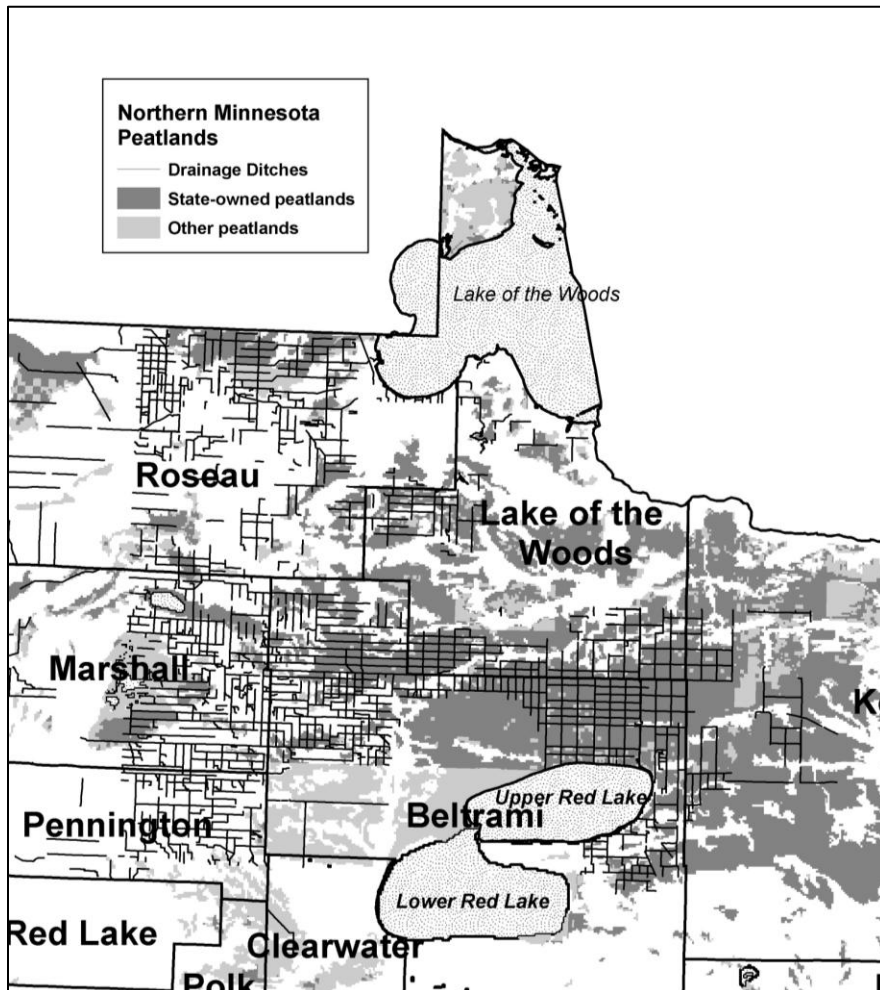 Northern Minnesota
Peatlands
Drainage Ditches
State-owned peatlands
Other peatlands
Lake of the Woods
Roseau
Lake of the
Woods
Marshall
K
Upper Red Lake
Beltrami
Pennington
Lower Red Lake
Red Lake
Clearwater
Polk